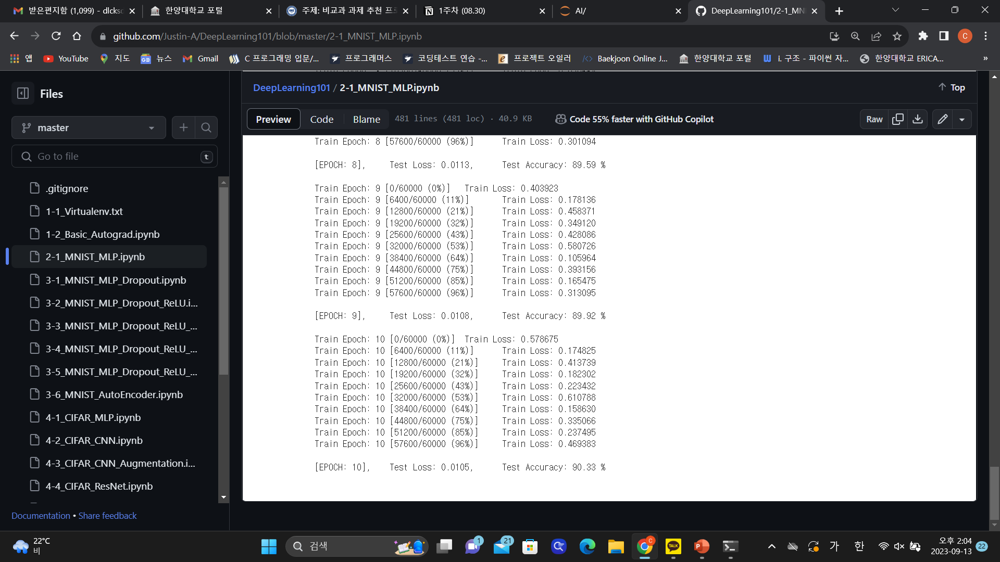 받은편지함 (1,099) - dlcksc
한양대학교 포털
주제: 비교과 과제 추천 프로
1주차 (08.30)
AI/
DeepLearning101/2-1_MNI
github.com/Justin-A/DeepLearning101/blob/master/2-1_MNIST_MLP.ipynb
C
앱
YouTube
지도
뉴스
Gmail
C 프로그래밍 입문/...
프로그래머스
코딩테스트 연습 -...
프로젝트 오일러
Baekjoon Online J...
한양대학교 포털
i. 구조 - 파이썬 자...
한양대학교 ERICA...
»
Files
master
Go to file
t
.gitignore
1-1_Virtualenv.txt
1-2_Basic_Autograd.ipynb
2-1_MNIST_MLP.ipynb
3-1_MNIST_MLP_Dropout.ipynb
3-2_MNIST_MLP_Dropout_ReLU.i...
3-3_MNIST_MLP_Dropout_ReLU_...
3-4_MNIST_MLP_Dropout_ReLU_...
3-5_MNIST_MLP_Dropout_ReLU_...
3-6_MNIST_AutoEncoder.ipynb
4-1_CIFAR_MLP.ipynb
4-2_CIFAR_CNN.ipynb
4-3_CIFAR_CNN_Augmentation.i...
4-4_CIFAR_ResNet.ipynb
Documentation • Share feedback
DeepLearning101 / 2-1_MNIST_MLP.ipynb
Top
Preview Code Blame 481 lines (481 loc) · 40.9 KB Code 55% faster with GitHub Copilot Raw
Train Epoch: 8 [57600/60000 (96%)] Train Loss: 0.301094
[EPOCH: 8], Test Loss: 0.0113, Test Accuracy: 89.59 %
Train Epoch: 9 [0/60000 (0%)] Train Loss: 0.403923
Train Epoch: 9 [6400/60000 (11%)] Train Loss: 0.178136
Train Epoch: 9 [12800/60000 (21%)] Train Loss: 0.458371
Train Epoch: 9 [19200/60000 (32%)] Train Loss: 0.349120
Train Epoch: 9 [25600/60000 (43%)] Train Loss: 0.428086
Train Epoch: 9 [32000/60000 (53%)] Train Loss: 0.580726
Train Epoch: 9 [38400/60000 (64%)] Train Loss: 0.105964
Train Epoch: 9 [44800/60000 (75%)] Train Loss: 0.393156
Train Epoch: 9 [51200/60000 (85%)] Train Loss: 0.165475
Train Epoch: 9 [57600/60000 (96%)] Train Loss: 0.313095
[EPOCH: 9], Test Loss: 0.0108, Test Accuracy: 89.92 %
Train Epoch: 10 [0/60000 (0%)] Train Loss: 0.578675
Train Epoch: 10 [6400/60000 (11%)] Train Loss: 0.174825
Train Epoch: 10 [12800/60000 (21%)] Train Loss: 0.413739
Train Epoch: 10 [19200/60000 (32%)] Train Loss: 0.182302
Train Epoch: 10 [25600/60000 (43%)] Train Loss: 0.223432
Train Epoch: 10 [32000/60000 (53%)] Train Loss: 0.610788
Train Epoch: 10 [38400/60000 (64%)] Train Loss: 0.158630
Train Epoch: 10 [44800/60000 (75%)] Train Loss: 0.335066
Train Epoch: 10 [51200/60000 (85%)] Train Loss: 0.237495
Train Epoch: 10 [57600/60000 (96%)] Train Loss: 0.469383
[EPOCH: 10], Test Loss: 0.0105, Test Accuracy: 90.33 %
22°C
비
검색
1
21
C
TALK
가
한
오후 2:04
2023-09-13
22